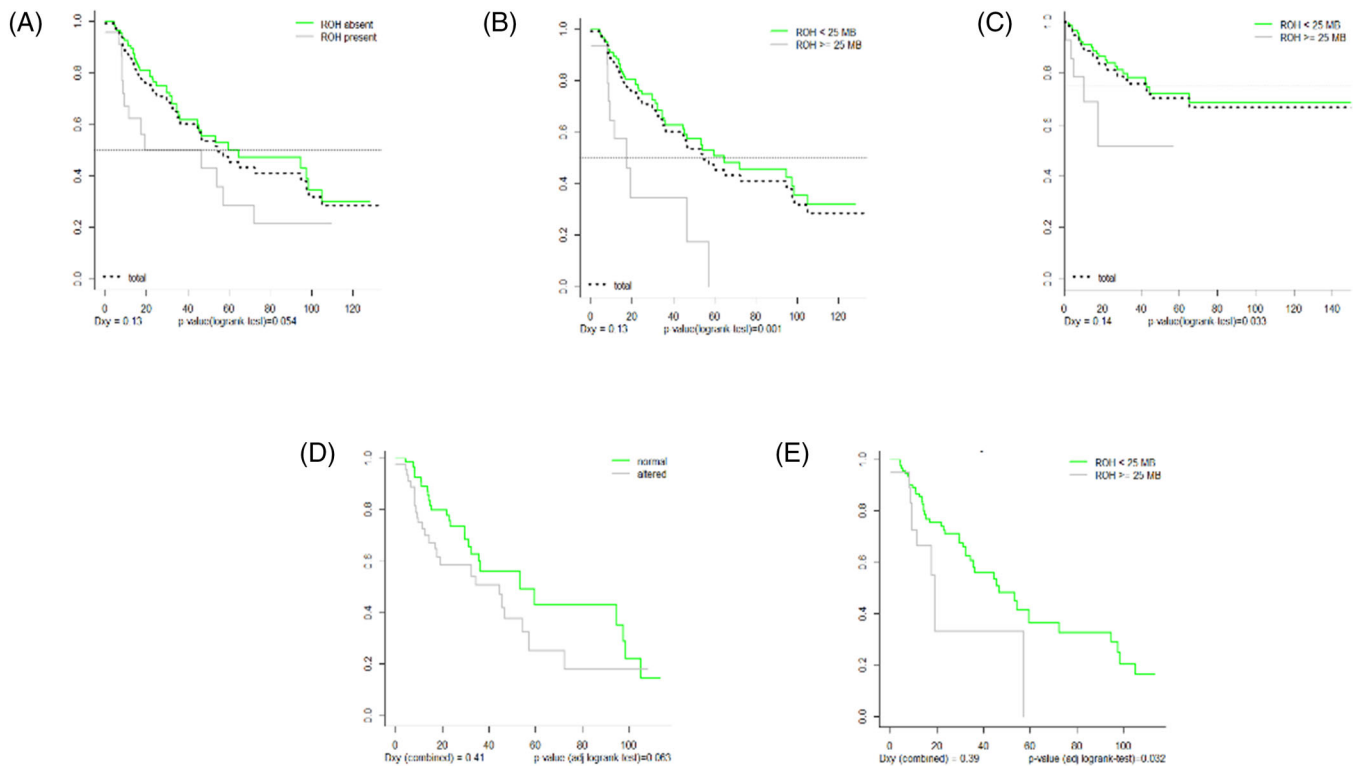 (A)
ROH absent
ROH present
1.0
0.8
0.6
0.4
0.2
0.0
total
0 20 40 60 80 100 120
Dxy = 0.13 p value(logrank test)=0.054
(B)
ROH < 25 MB
ROH >= 25 MB
1.0
0.8
0.6
0.4
0.2
0.0
total
0 20 40 60 80 100 120
Dxy = 0.13 p value(logrank test)=0.001
(C)
ROH < 25 MB
ROH >= 25 MB
1.0
0.8
0.6
0.4
0.2
0.0
total
0 20 40 60 80 100 120 140
Dxy = 0.14 p value(logrank test)=0.033
(D)
normal
altered
1.0
0.8
0.6
0.4
0.2
0.0
0 20 40 60 80 100
Dxy (combined) = 0.41 p value (adj logrank test)=0.063
(E)
ROH < 25 MB
ROH >= 25 MB
1.0
0.8
0.6
0.4
0.2
0.0
0 20 40 60 80 100
Dxy (combined) = 0.39 p-value (adj logrank-test)=0.032